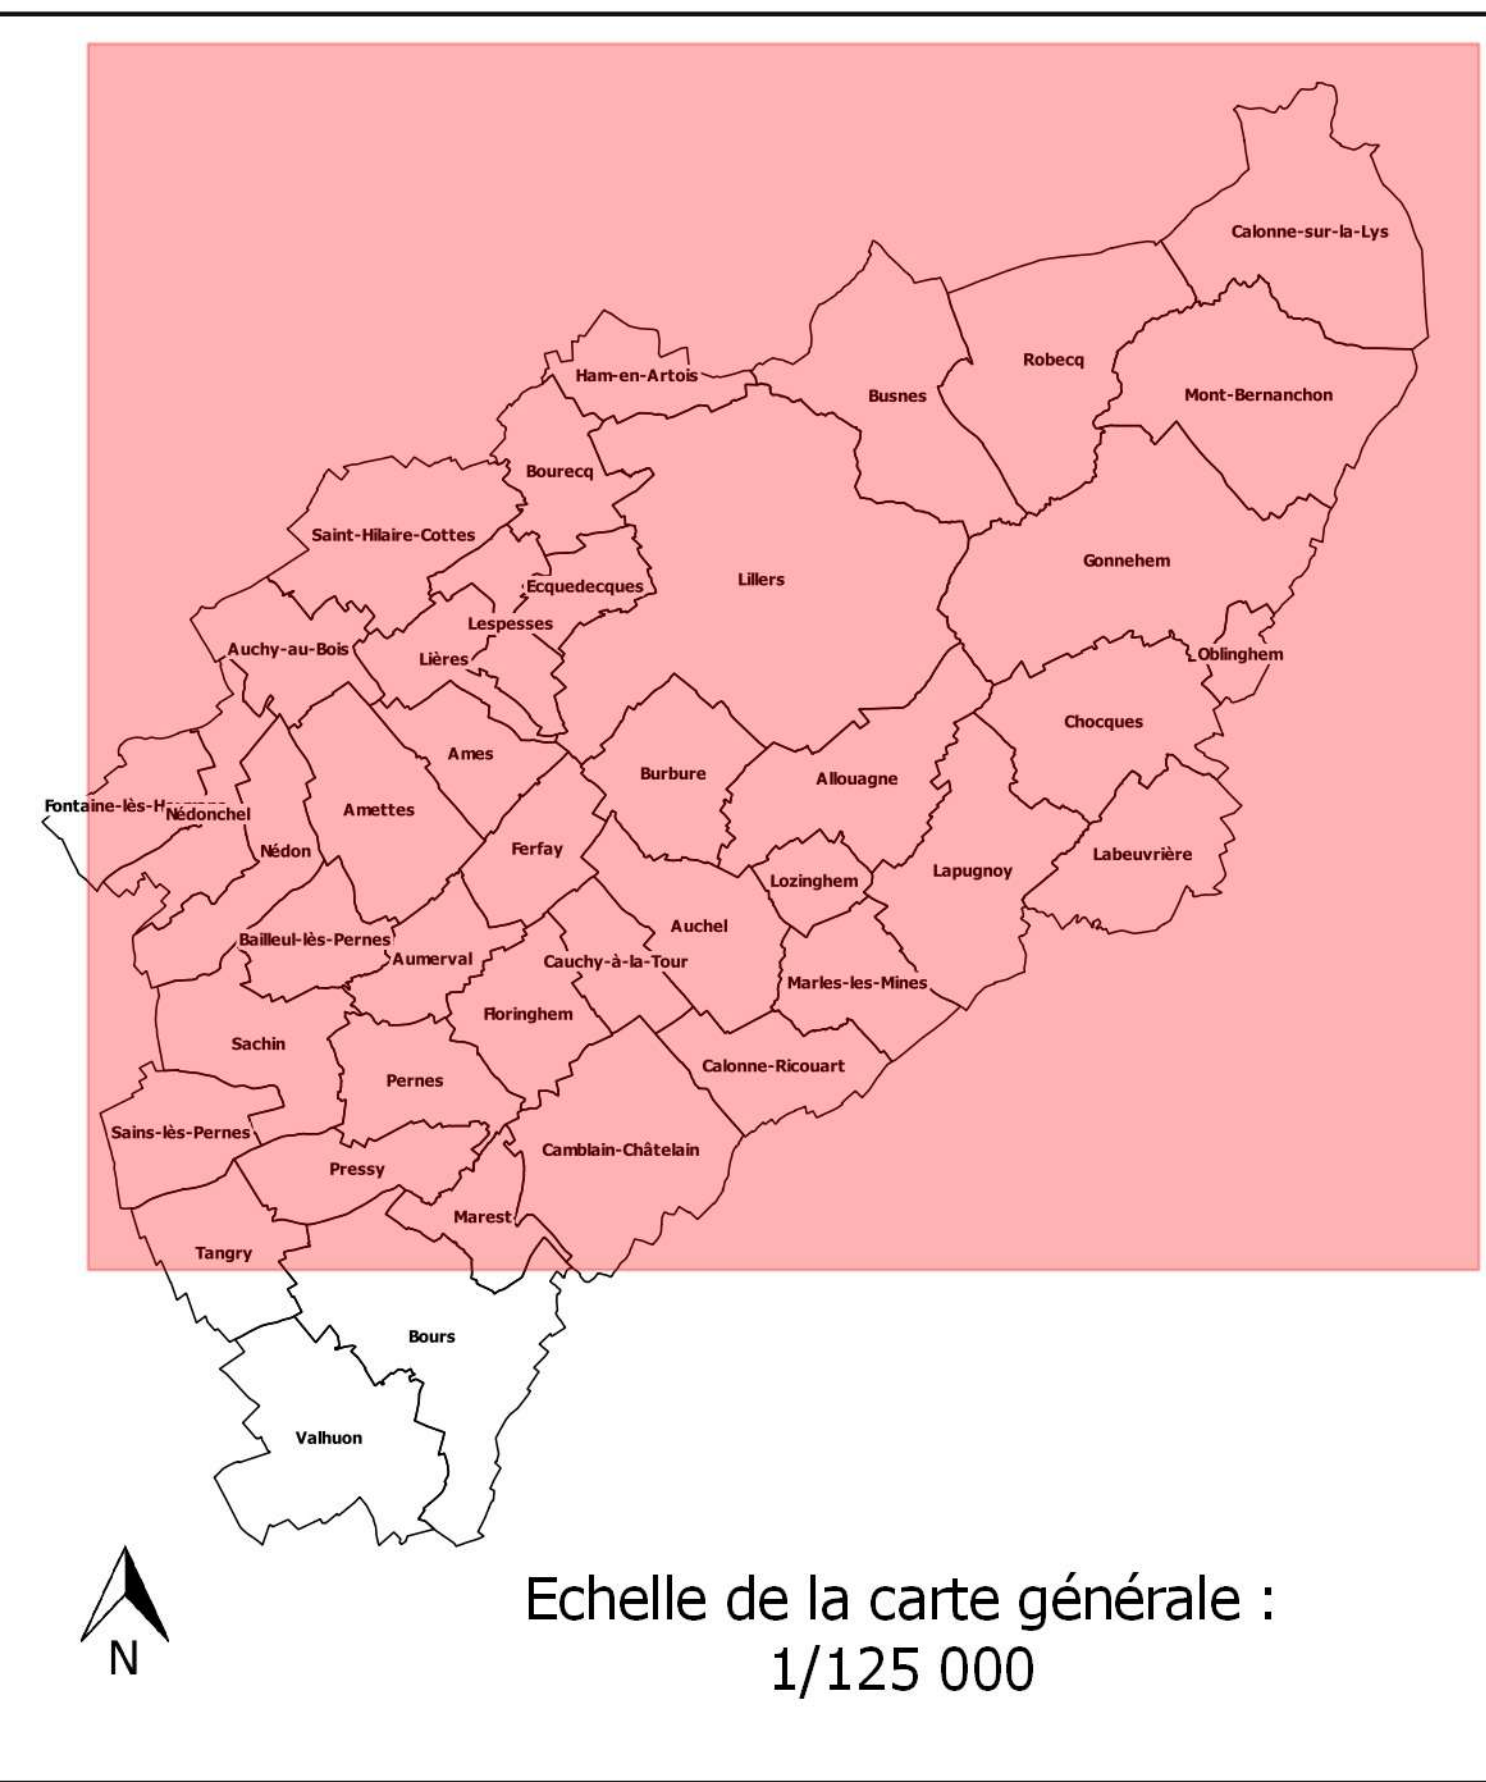 Calonne-sur-la-Lys
Robecq
Ham-en-Artois
Busnes
Mont-Bernanchon
Bourecq
Saint-Hilaire-Cottes
Gonnehem
Lillers
Ecquedecques
Lespesses
Auchy-au-Bois
Lières
Oblinghem
Chocques
Ames
Burbure
Allouagne
Fontaine-lès-
Nédonchel
Amettes
Nédon
Ferfay
Labeuvrière
Lapugnoy
Lozinghem
Auchel
Bailleul-lès-Pernes
Aumerval
Cauchy-à-la-Tour
Marles-les-Mines
Floringhem
Sachin
Calonne-Ricouart
Pernes
Sains-lès-Pernes
Camblain-Châtelain
Pressy
Marest
Tangry
Bours
Valhuon
N
Echelle de la carte générale :
1/125 000